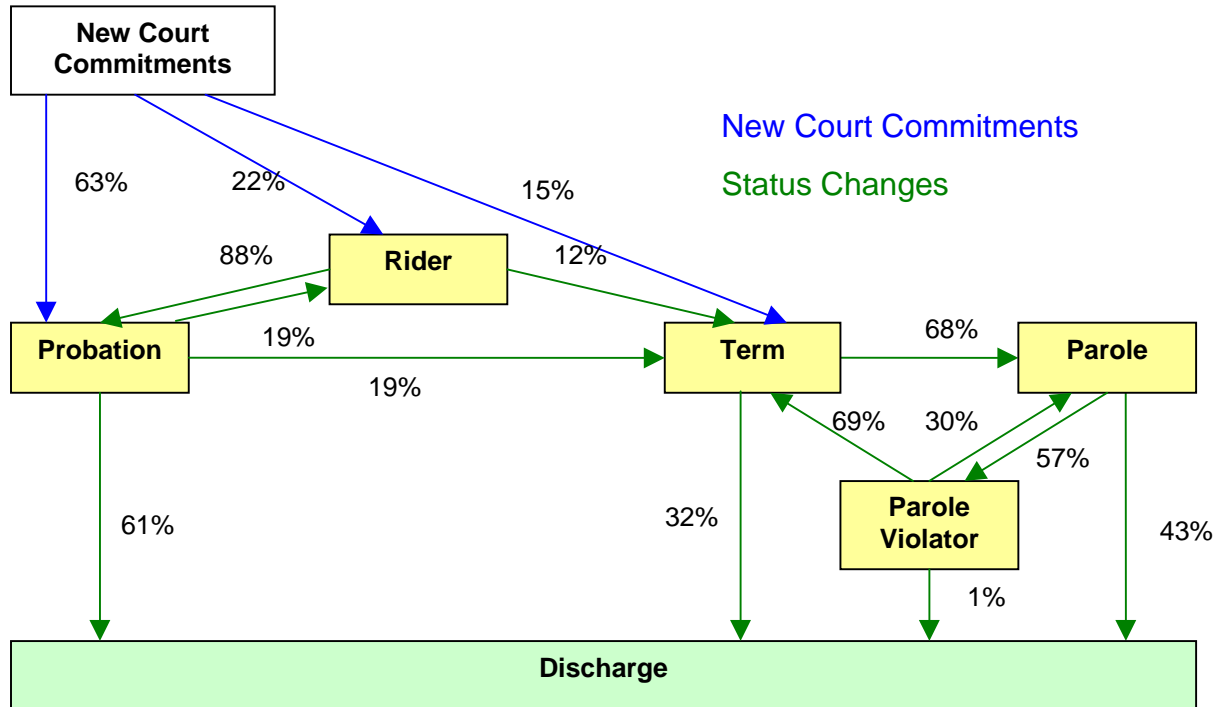 New Court
Commitments
New Court Commitments
Status Changes
63%
22%
15%
88%
Rider
12%
Probation
19%
Term
68%
Parole
19%
69%
30%
57%
Parole
Violator
61%
32%
43%
1%
Discharge